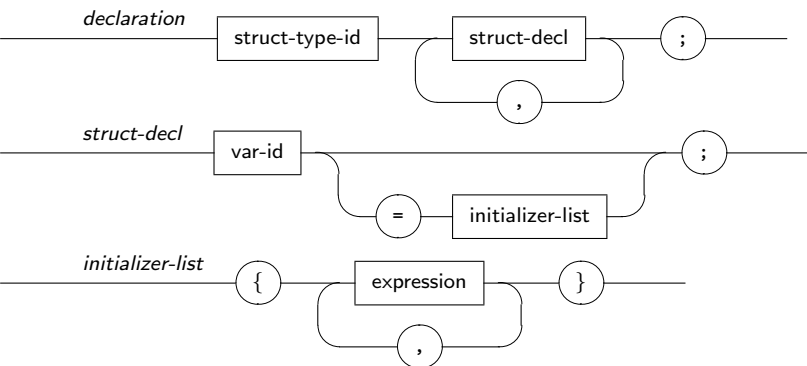 declaration
struct-type-id struct-decl ;
,
struct-decl
var-id ;
= initializer-list
initializer-list
{ expression }
,